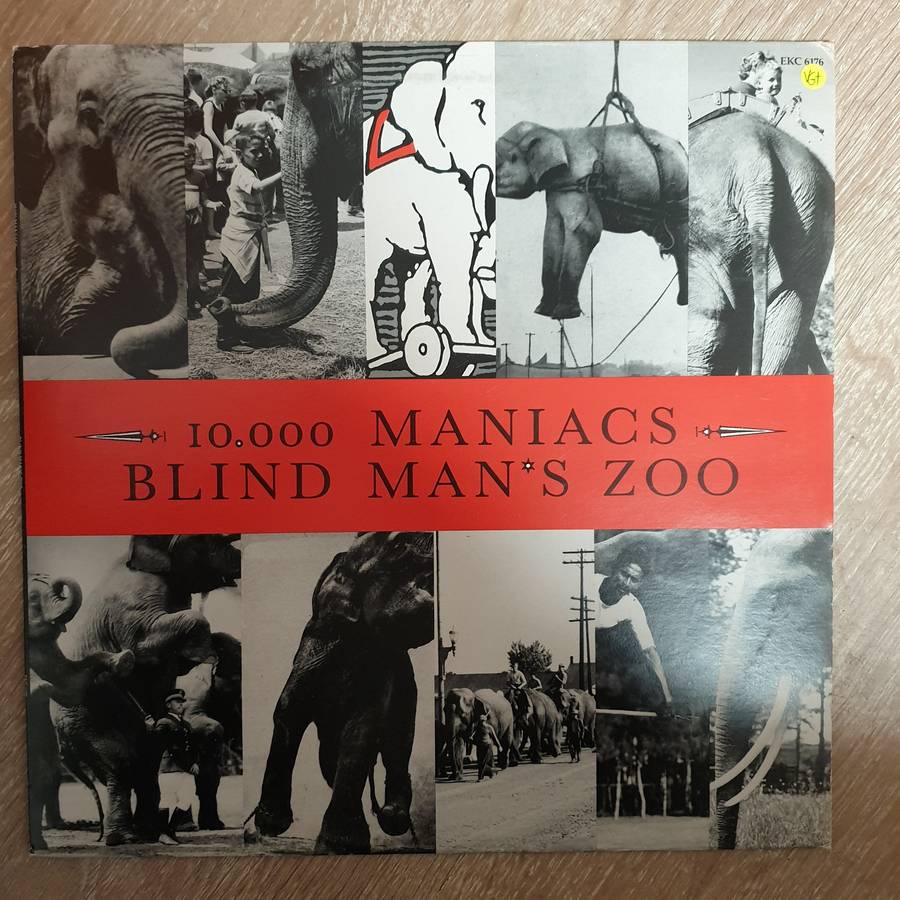 EKC 6176
VG+
10.000 MANIACS
BLIND MAN*S ZOO